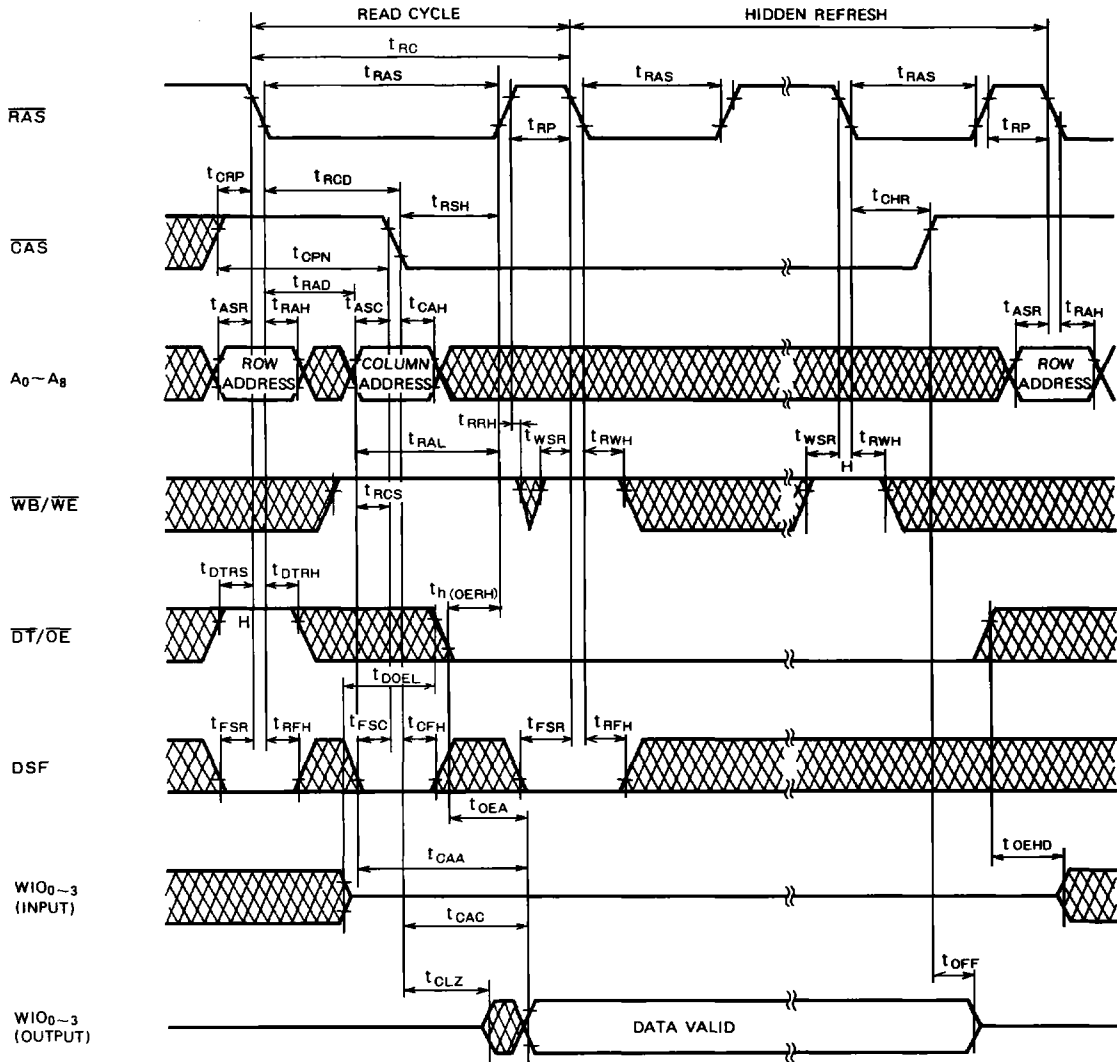 READ CYCLE HIDDEN REFRESH
tRC
tRAS tRAS tRAS
RAS
tRP tRP
tCRP tRCD tRSH tCHR
CAS
tCPN
tRAD
tASR tRAH tASC tCAH tASR tRAH
A0~A8
ROW ADDRESS
COLUMN ADDRESS
ROW ADDRESS
tRRH
tRAL tWSR tRWH tWSR tRWH
H
WB/WE
tRCS
tDTRS tDTRH
th(OERH)
DT/OE
H
tDOEL
tFSR tRFH tFSC tCFH tFSR tRFH
DSF
tOEA
tOEHD
tCAA
WIO0~3
(INPUT)
tCAC
tOFF
tCLZ
WIO0~3
(OUTPUT)
DATA VALID